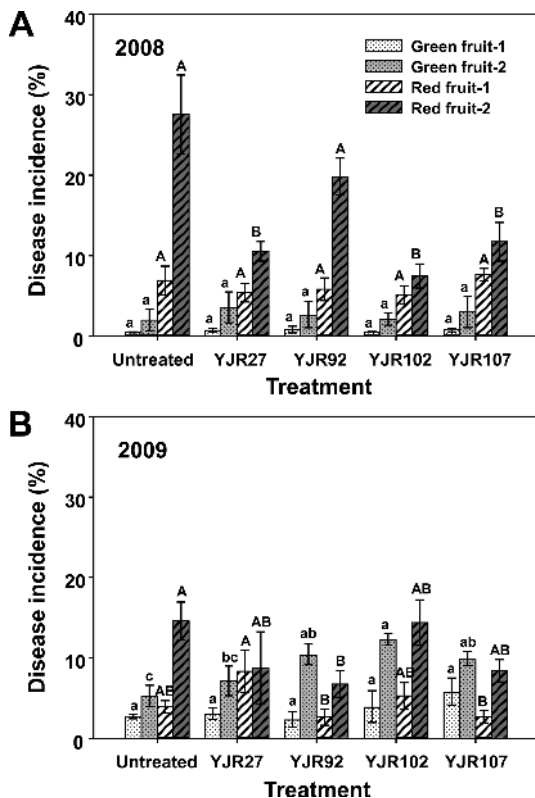 A
2008
Green fruit-1
Green fruit-2
Red fruit-1
Red fruit-2
Disease incidence (%)
40
30
20
10
0
a a A A
a a A B
a a A A
a a A B
a a A B
Untreated YJR27 YJR92 YJR102 YJR107
Treatment
B
2009
Disease incidence (%)
40
30
20
10
0
a c AB A
a bc A AB
a ab B B
a a AB AB
a ab B AB
Untreated YJR27 YJR92 YJR102 YJR107
Treatment